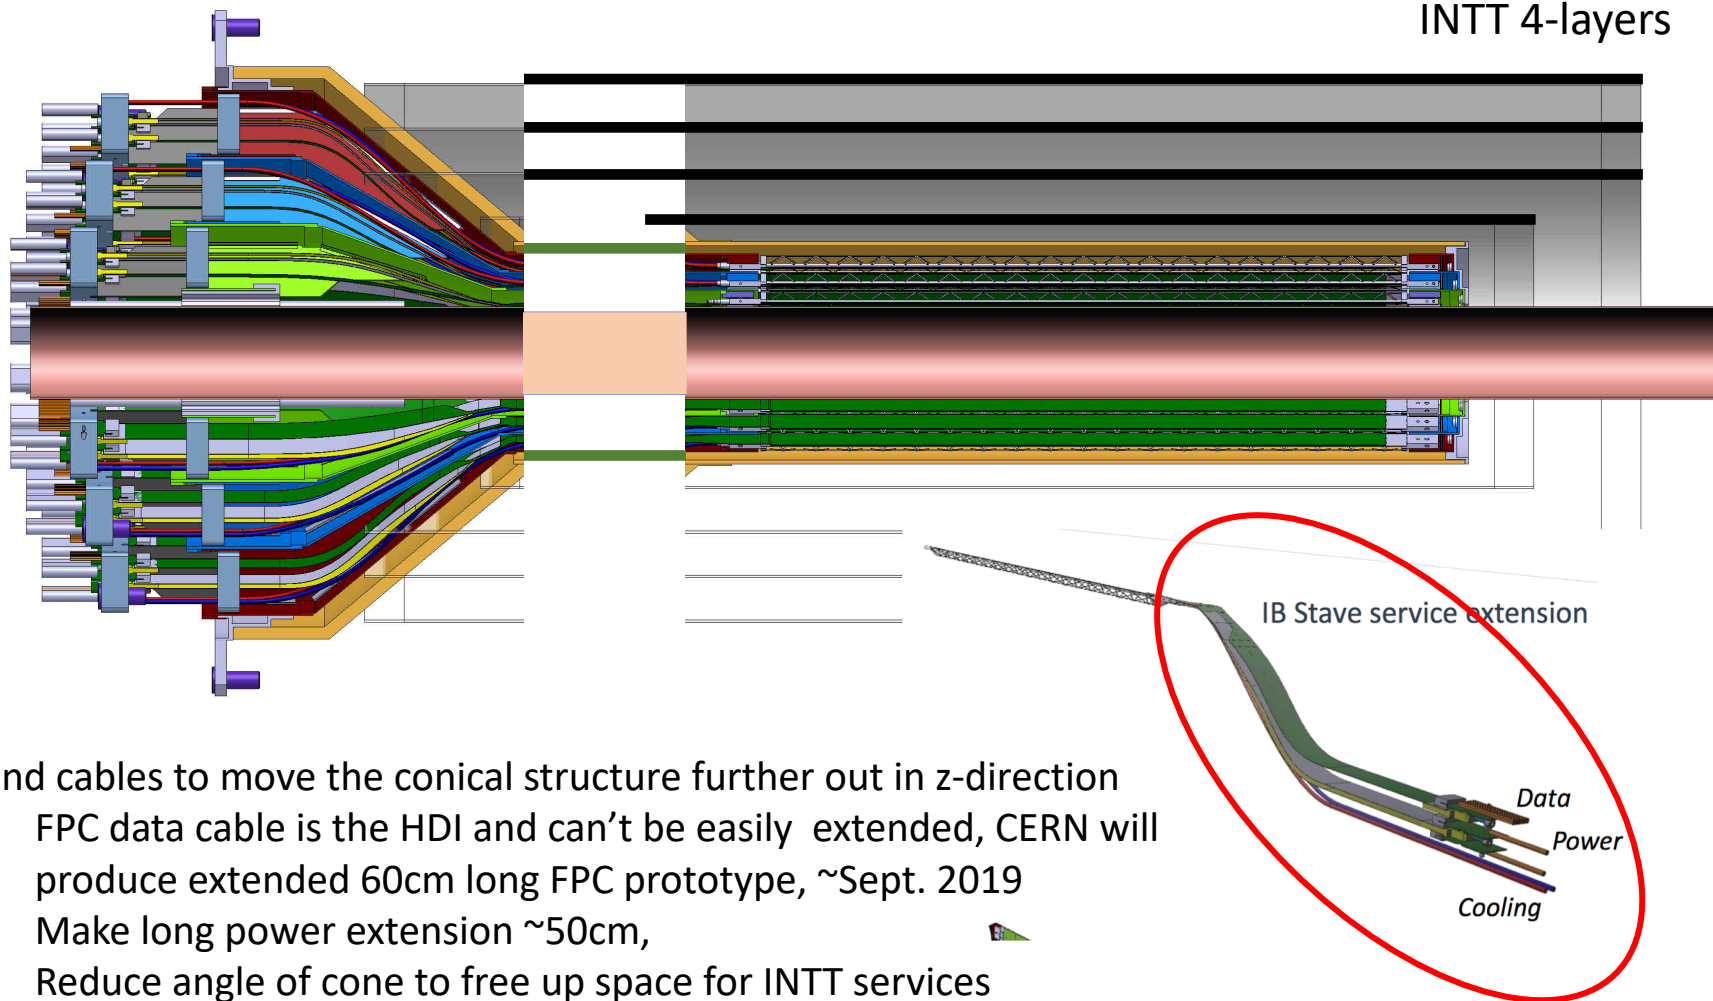 INTT 4-layers
IB Stave service extension
Data
Power
Cooling
nd cables to move the conical structure further out in z-direction
FPC data cable is the HDI and can’t be easily  extended, CERN will
produce extended 60cm long FPC prototype, ~Sept. 2019
Make long power extension ~50cm,
Reduce angle of cone to free up space for INTT services